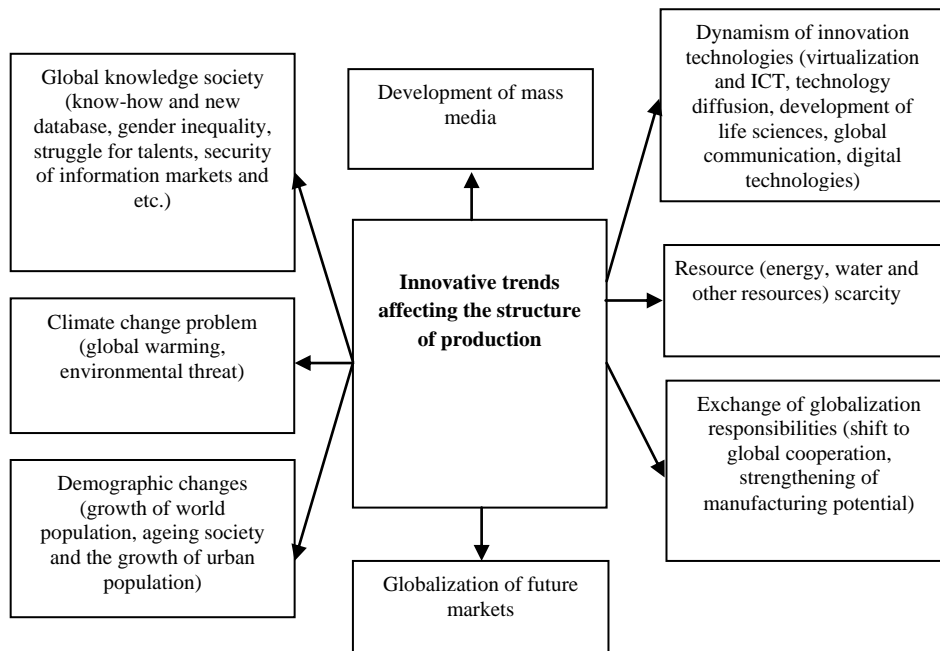 Global knowledge society
(know-how and new
database, gender inequality,
struggle for talents, security
of information markets and
etc.)
Development of mass
media
Dynamism of innovation
technologies (virtualization
and ICT, technology
diffusion, development of
life sciences, global
communication, digital
technologies)
Innovative trends
affecting the structure
of production
Resource (energy, water and
other resources) scarcity
Climate change problem
(global warming,
environmental threat)
Exchange of globalization
responsibilities (shift to
global cooperation,
strengthening of
manufacturing potential)
Demographic changes
(growth of world
population, ageing society
and the growth of urban
population)
Globalization of future
markets